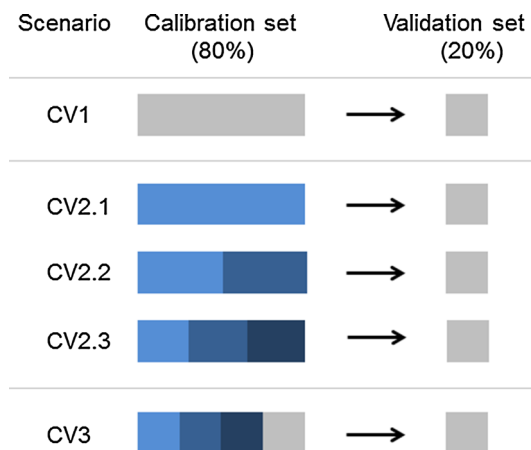 Scenario Calibration set Validation set
(80%) (20%)
CV1
CV2.1
CV2.2
CV2.3
CV3